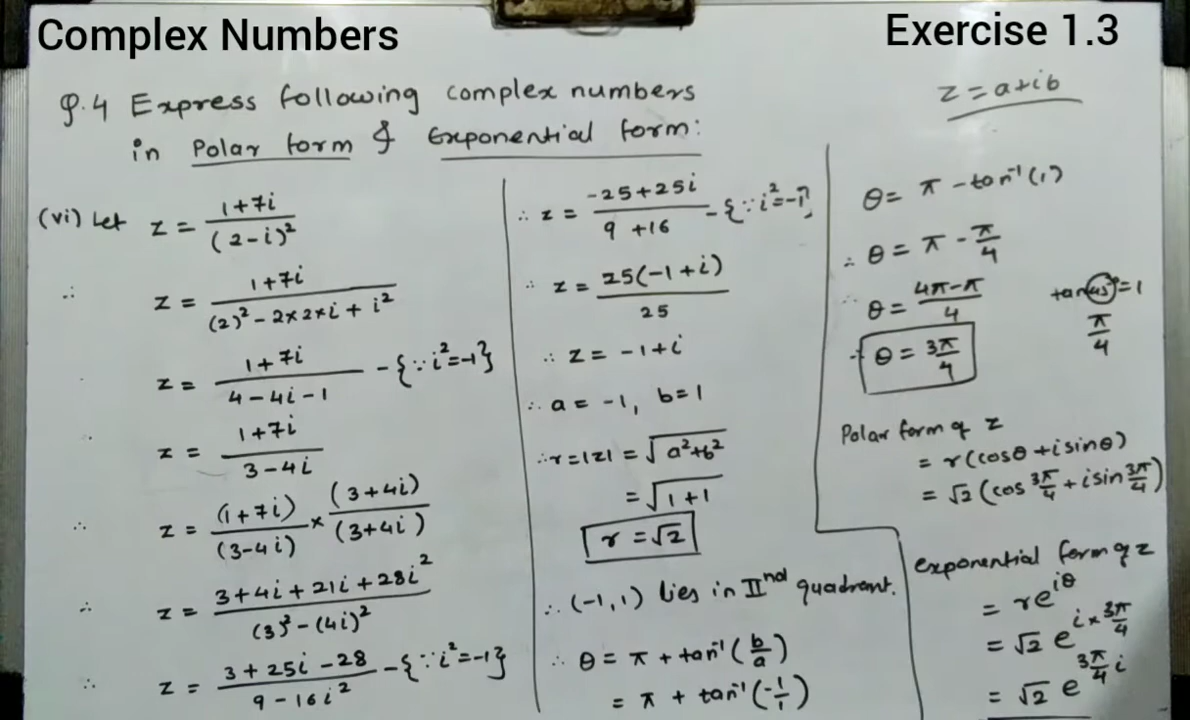 Complex Numbers
Exercise 1.3
Q.4 Express following complex numbers
in Polar form & Exponential form:
z = a+ib
(vi) Let z = (1+7i)/(2-i)²
∴ z = (1+7i)/((2)² - 2×2×i + i²)
z = (1+7i)/(4-4i-1) - {∵ i²=-1}
z = (1+7i)/(3-4i)
∴ z = (1+7i)/(3-4i) × (3+4i)/(3+4i)
∴ z = (3+4i+21i+28i²)/((3)²-(4i)²)
∴ z = (3+25i-28)/(9-16i²) - {∵ i²=-1}
∴ z = (-25+25i)/(9+16) - {∵ i²=-1}
∴ z = 25(-1+i)/25
∴ z = -1+i
∴ a = -1, b = 1
∴ r = |z| = √(a²+b²)
= √(1+1)
r = √2
∴ (-1,1) lies in IInd quadrant.
∴ θ = π + tan⁻¹(b/a)
= π + tan⁻¹(-1/1)
θ = π - tan⁻¹(1)
∴ θ = π - π/4
∴ θ = (4π-π)/4
tan45° = 1
π/4
θ = 3π/4
Polar form of z
= r(cosθ + i sinθ)
= √2 (cos 3π/4 + i sin 3π/4)
exponential form of z
= re^(iθ)
= √2 e^(i×3π/4)
= √2 e^(3π/4 i)